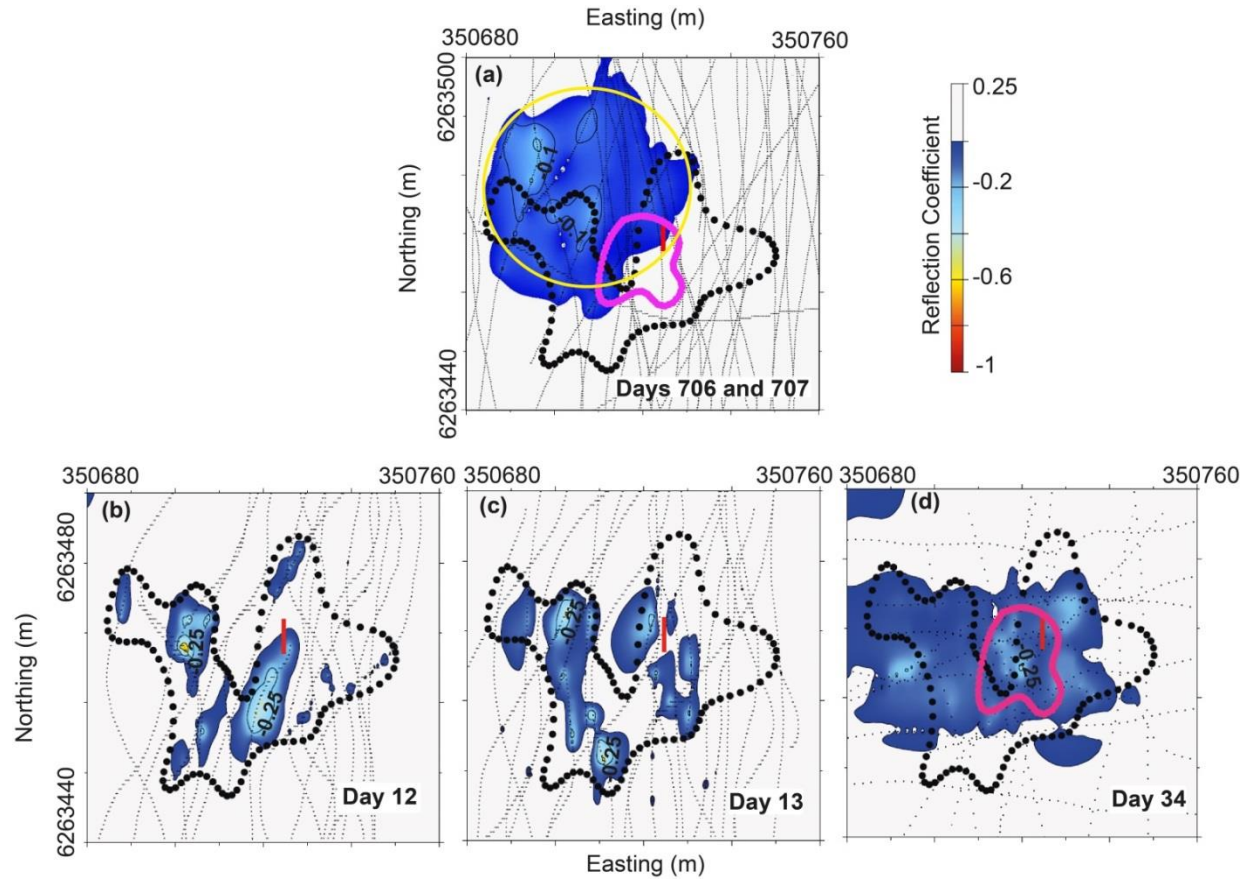 Easting (m)
350680 350760
(a)
6263500
Northing (m)
6263440
-0.1
-0.1
Days 706 and 707
0.25
-0.2
-0.6
-1
Reflection Coefficient
350680 350760
(b)
6263480
Northing (m)
6263440
-0.25
-0.25
Day 12
350680 350760
(c)
-0.25
0.25
Day 13
Easting (m)
350680 350760
(d)
-0.25
Day 34